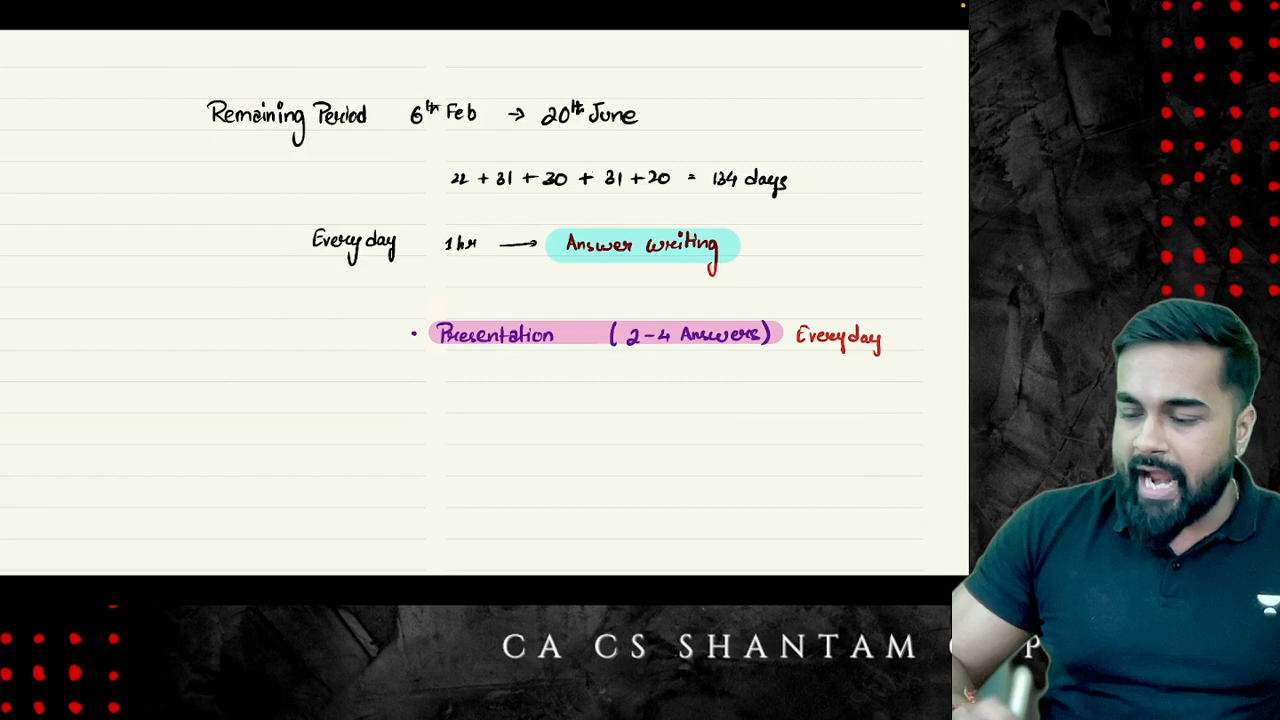 Remaining Period 6th Feb → 20th June
22 + 31 + 30 + 31 + 20 = 134 days
Everyday 1 hr → Answer writing
• Presentation (2-4 Answers) Everyday
CA CS SHANTAM